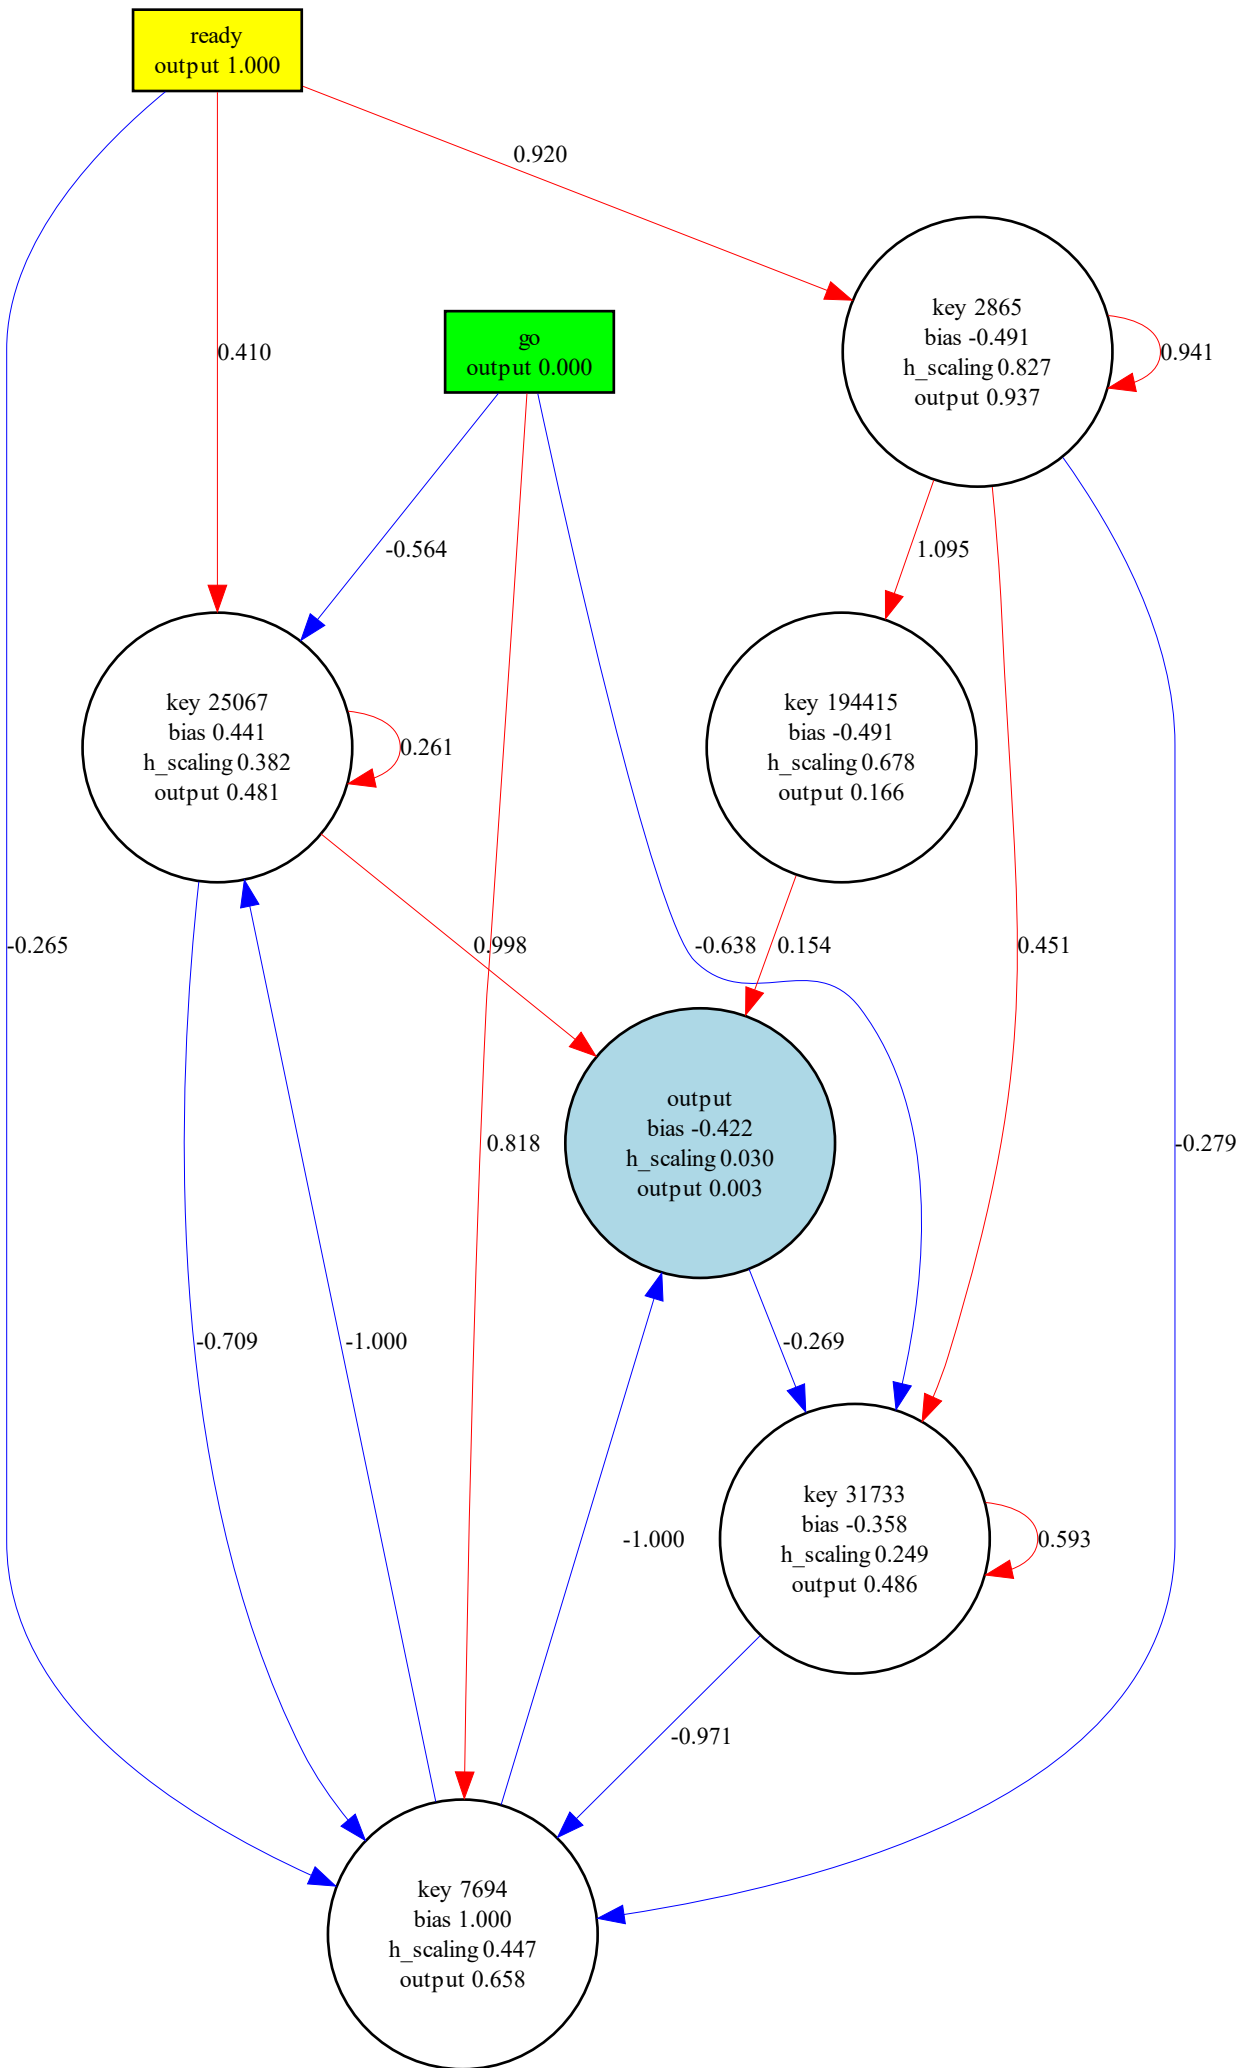 ready
output 1.000
0.920
key 2865
bias -0.491
h_scaling 0.827
output 0.937
0.941
go
output 0.000
0.410
-0.564
1.095
key 25067
bias 0.441
h_scaling 0.382
output 0.481
0.261
key 194415
bias -0.491
h_scaling 0.678
output 0.166
-0.265
0.998
-0.638
0.154
0.451
output
bias -0.422
h_scaling 0.030
output 0.003
0.818
-0.279
-0.709
-1.000
-0.269
key 31733
bias -0.358
h_scaling 0.249
output 0.486
0.593
-1.000
-0.971
key 7694
bias 1.000
h_scaling 0.447
output 0.658